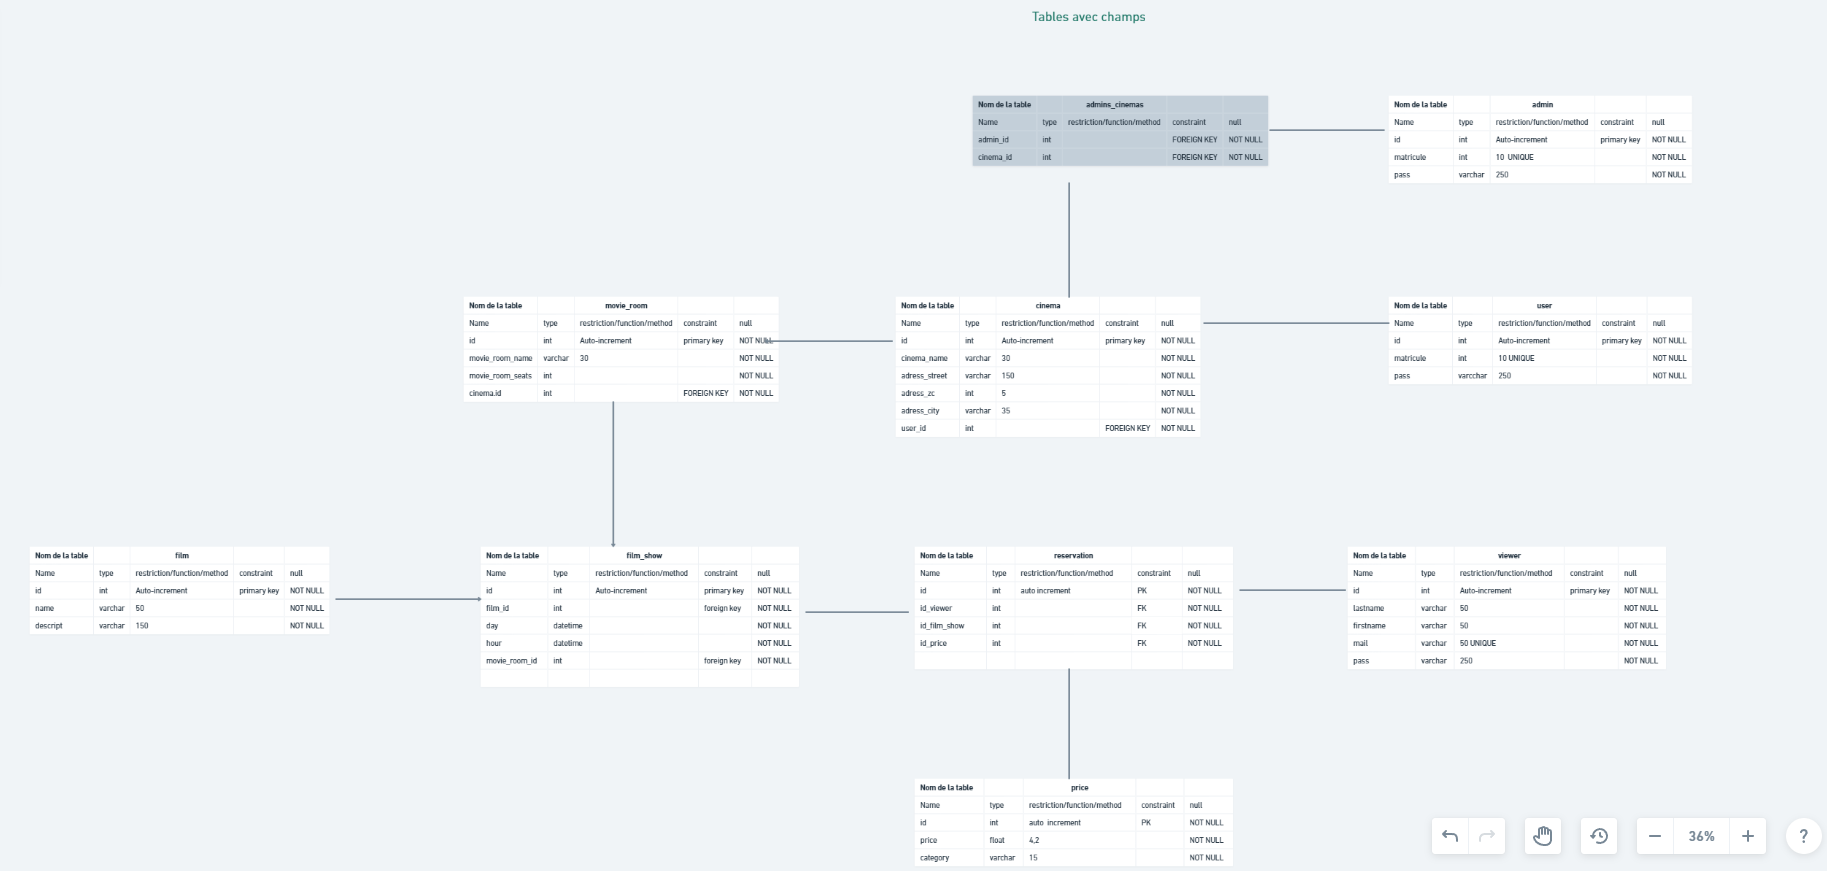 Tables avec champs
Nom de la table admins_cinemas
Name type restriction/function/method constraint null
admin_id int FOREIGN KEY NOT NULL
cinema_id int FOREIGN KEY NOT NULL
Nom de la table admin
Name type restriction/function/method constraint null
id int Auto-increment primary key NOT NULL
matricule int 10 UNIQUE NOT NULL
pass varchar 250 NOT NULL
Nom de la table movie_room
Name type restriction/function/method constraint null
id int Auto-increment primary key NOT NULL
movie_room_name varchar 30 NOT NULL
movie_room_seats int NOT NULL
cinema.id int FOREIGN KEY NOT NULL
Nom de la table cinema
Name type restriction/function/method constraint null
id int Auto-increment primary key NOT NULL
cinema_name varchar 30 NOT NULL
adress_street varchar 150 NOT NULL
adress_zc int 5 NOT NULL
adress_city varchar 35 NOT NULL
user_id int FOREIGN KEY NOT NULL
Nom de la table user
Name type restriction/function/method constraint null
id int Auto-increment primary key NOT NULL
matricule int 10 UNIQUE NOT NULL
pass varcchar 250 NOT NULL
Nom de la table film
Name type restriction/function/method constraint null
id int Auto-increment primary key NOT NULL
name varchar 50 NOT NULL
descript varchar 150 NOT NULL
Nom de la table film_show
Name type restriction/function/method constraint null
id int Auto-increment primary key NOT NULL
film_id int foreign key NOT NULL
day datetime NOT NULL
hour datetime NOT NULL
movie_room_id int foreign key NOT NULL
Nom de la table reservation
Name type restriction/function/method constraint null
id int auto increment PK NOT NULL
id_viewer int FK NOT NULL
id_film_show int FK NOT NULL
id_price int FK NOT NULL
Nom de la table viewer
Name type restriction/function/method constraint null
id int Auto-increment primary key NOT NULL
lastname varchar 50 NOT NULL
firstname varchar 50 NOT NULL
mail varchar 50 UNIQUE NOT NULL
pass varchar 250 NOT NULL
Nom de la table price
Name type restriction/function/method constraint null
id int auto increment PK NOT NULL
price float 4,2 NOT NULL
category varchar 15 NOT NULL
36%
?